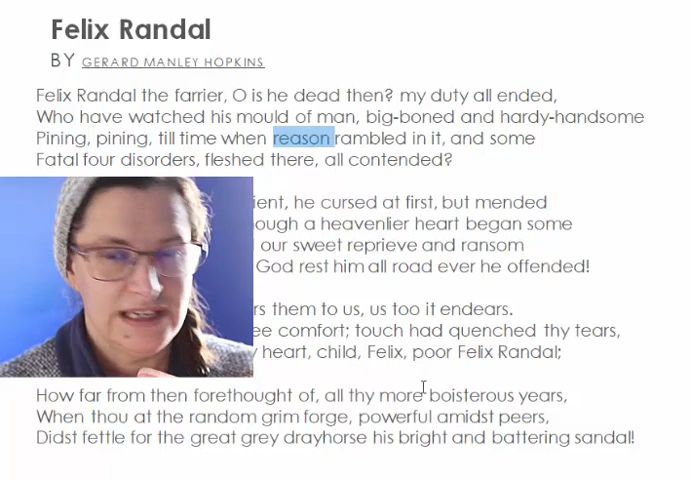 Felix Randal
BY GERARD MANLEY HOPKINS
Felix Randal the farrier, O is he dead then? my duty all ended,
Who have watched his mould of man, big-boned and hardy-handsome
Pining, pining, till time when reason rambled in it, and some
Fatal four disorders, fleshed there, all contended?
ient, he cursed at first, but mended
ough a heavenlier heart began some
our sweet reprieve and ransom
God rest him all road ever he offended!
rs them to us, us too it endears.
ee comfort; touch had quenched thy tears,
heart, child, Felix, poor Felix Randal;
How far from then forethought of, all thy more boisterous years,
When thou at the random grim forge, powerful amidst peers,
Didst fettle for the great grey drayhorse his bright and battering sandal!